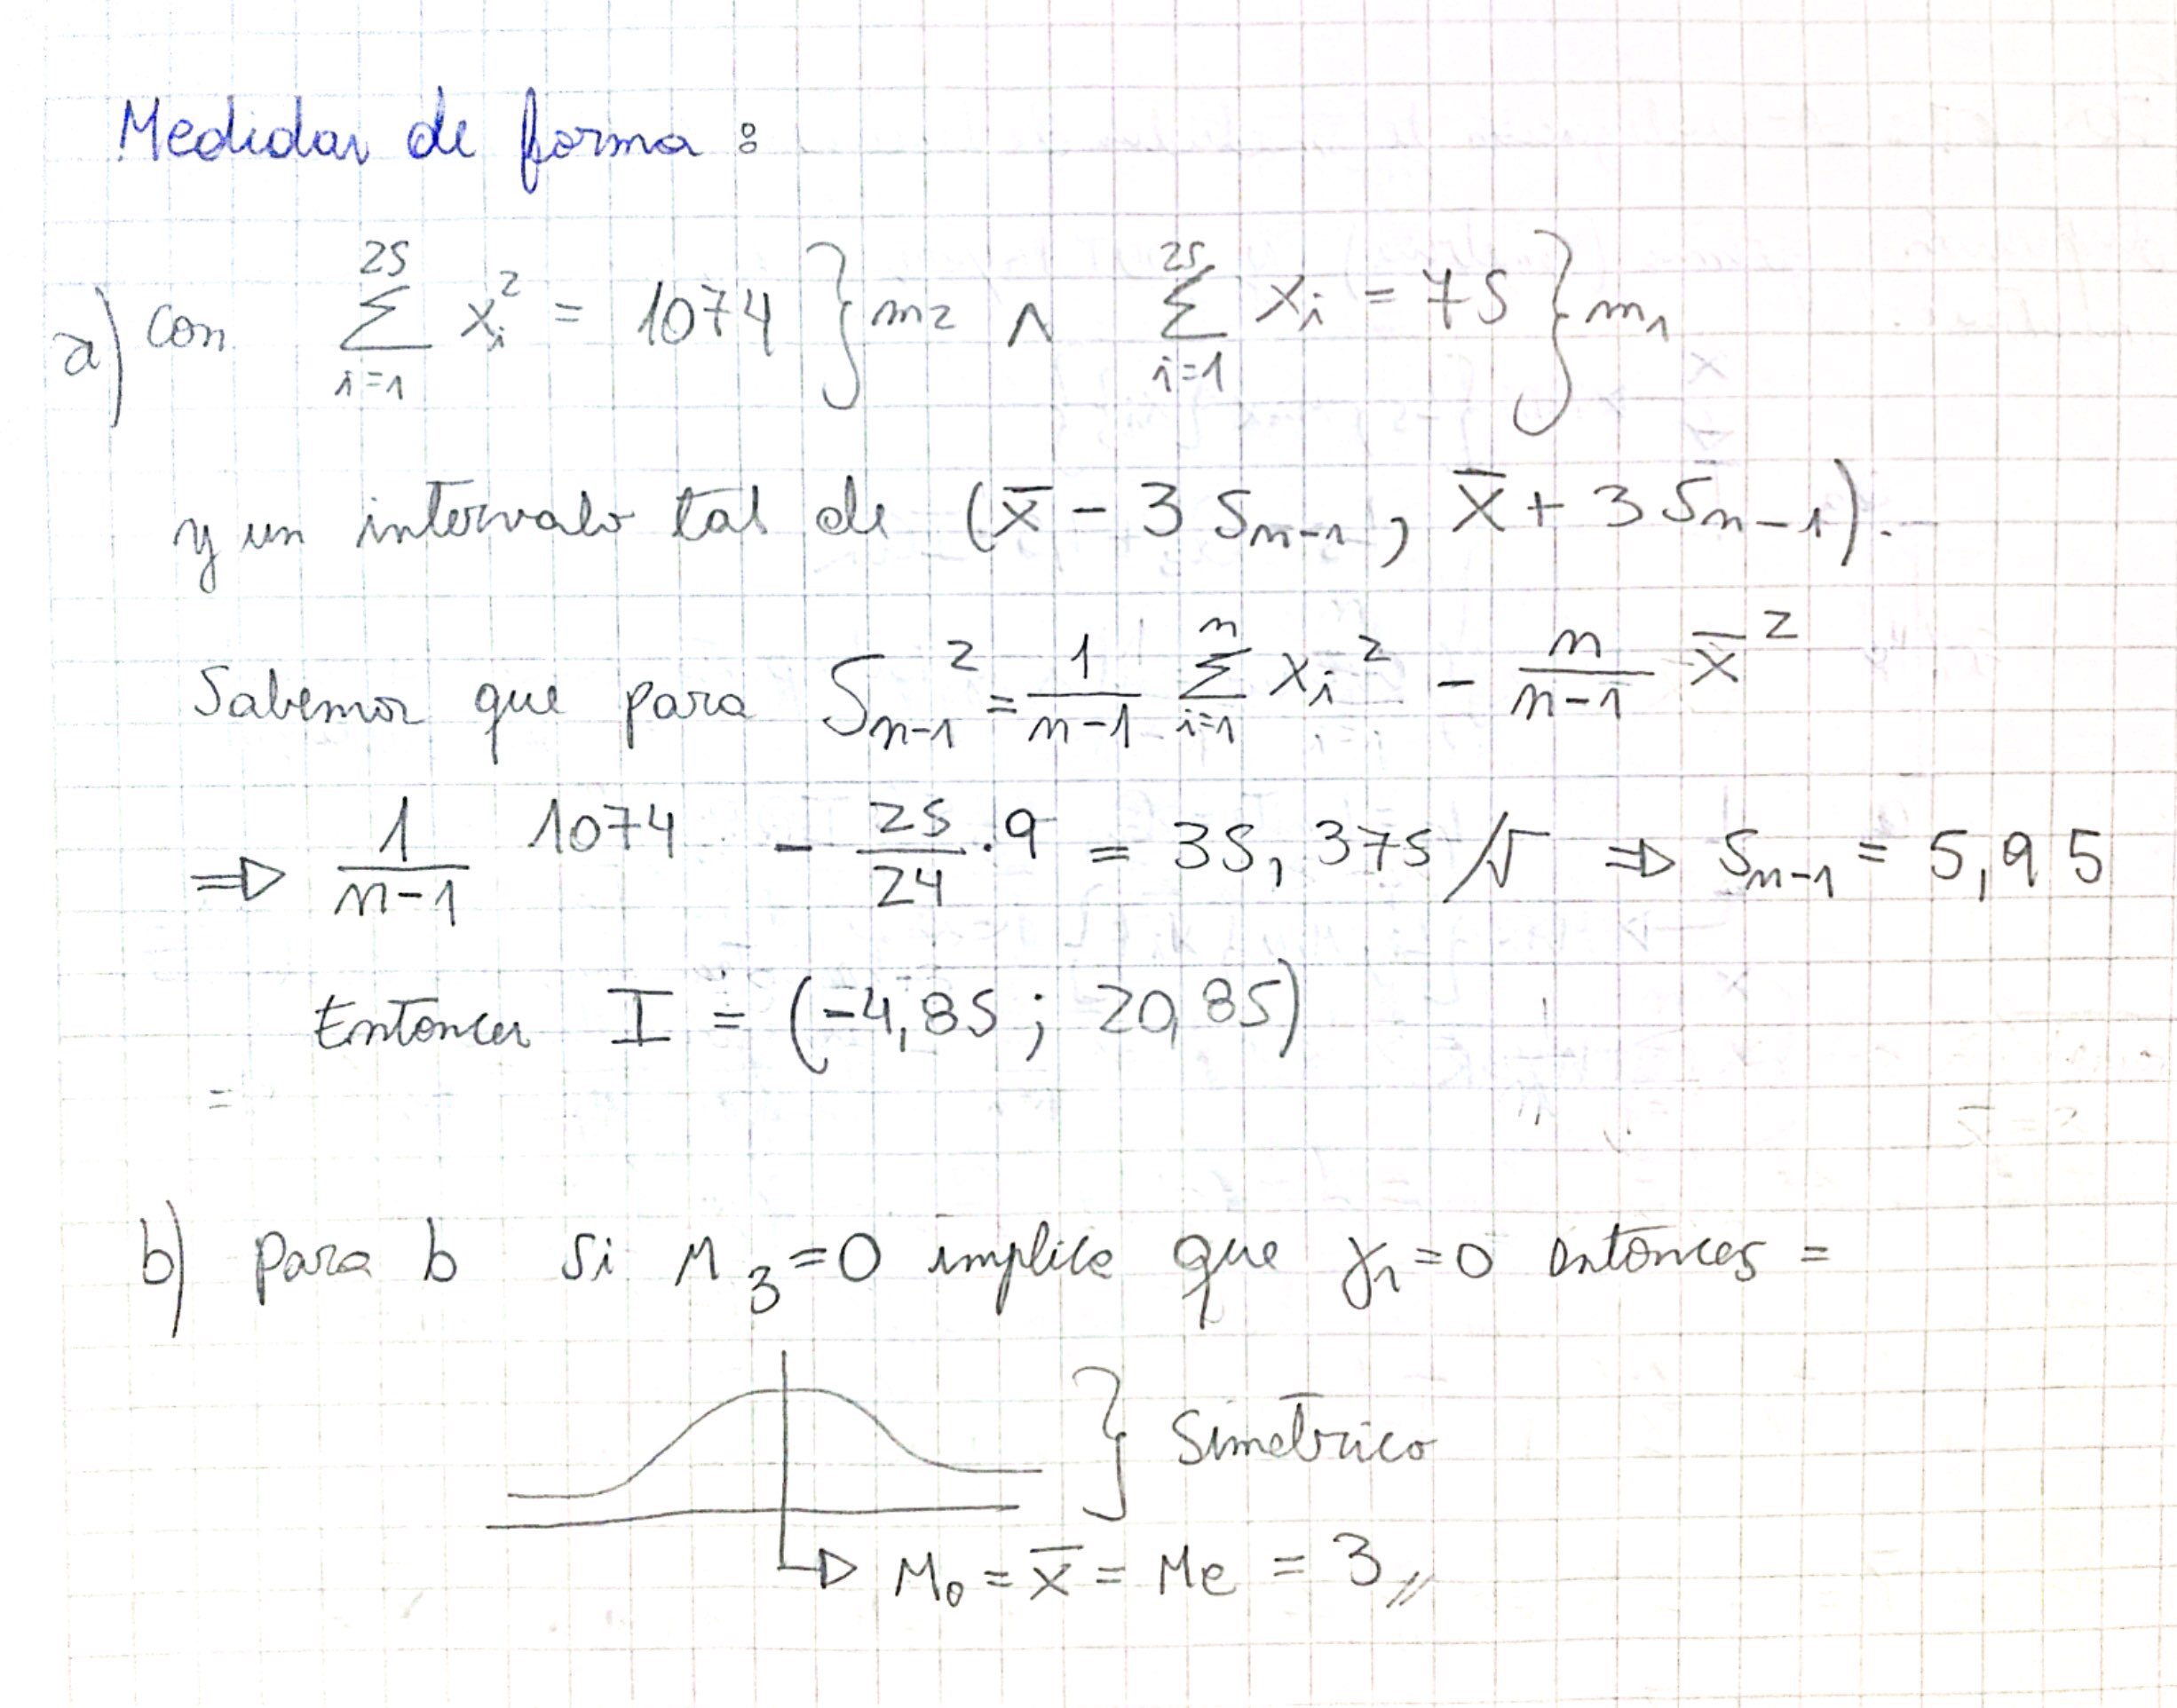 Medidas de forma:
a) con $\sum_{i=1}^{25} x_i^2 = 1074 \} m_2 \wedge \sum_{i=1}^{25} x_i = 75 \} m_1$
y un intervalo tal de $(\bar{x} - 3 S_{n-1}, \bar{x} + 3 S_{n-1})$.
Sabemos que para $S_{n-1}^2 = \frac{1}{n-1} \sum_{i=1}^{n} x_i^2 - \frac{n}{n-1} \bar{x}^2$
⇒ $\frac{1}{n-1} 1074 - \frac{25}{24} \cdot 9 = 35,375 /\sqrt{}$ ⇒ $S_{n-1} = 5,95$
Entonces I = (-4,85 ; 20,85)
=
b) para b si $M_3 = 0$ implica que $\gamma_1 = 0$ entonces =
} Simetrico
→ $M_o = \bar{x} = Me = 3$ //